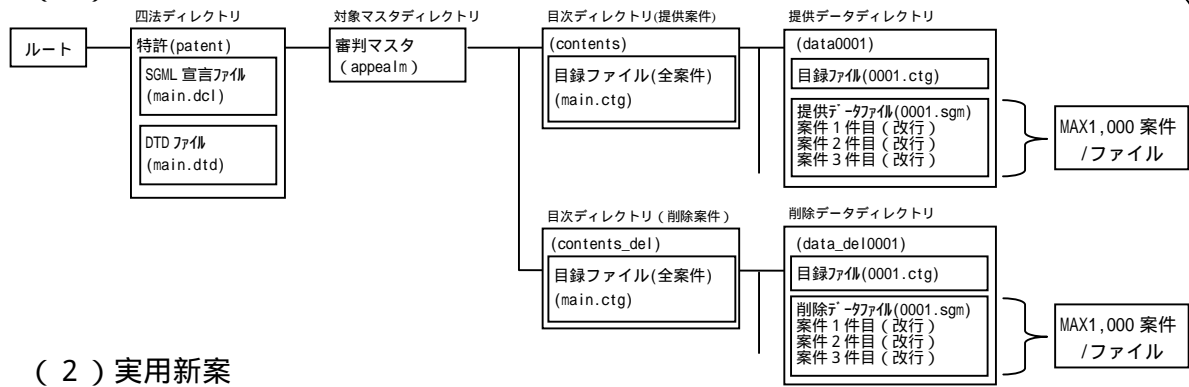 四法ディレクトリ
対象マスタディレクトリ
目次ディレクトリ(提供案件)
提供データディレクトリ
ルート
特許(patent)
SGML 宣言ファイル
(main.dcl)
DTD ファイル
(main.dtd)
審判マスタ
(appealm)
(contents)
目録ファイル(全案件)
(main.ctg)
(data0001)
目録ファイル(0001.ctg)
提供データファイル(0001.sgm)
案件1件目(改行)
案件2件目(改行)
案件3件目(改行)
MAX1,000 案件
/ファイル
目次ディレクトリ(削除案件)
削除データディレクトリ
(contents_del)
目録ファイル(全案件)
(main.ctg)
(data_del0001)
目録ファイル(0001.ctg)
削除データファイル(0001.sgm)
案件1件目(改行)
案件2件目(改行)
案件3件目(改行)
MAX1,000 案件
/ファイル
(2)実用新案